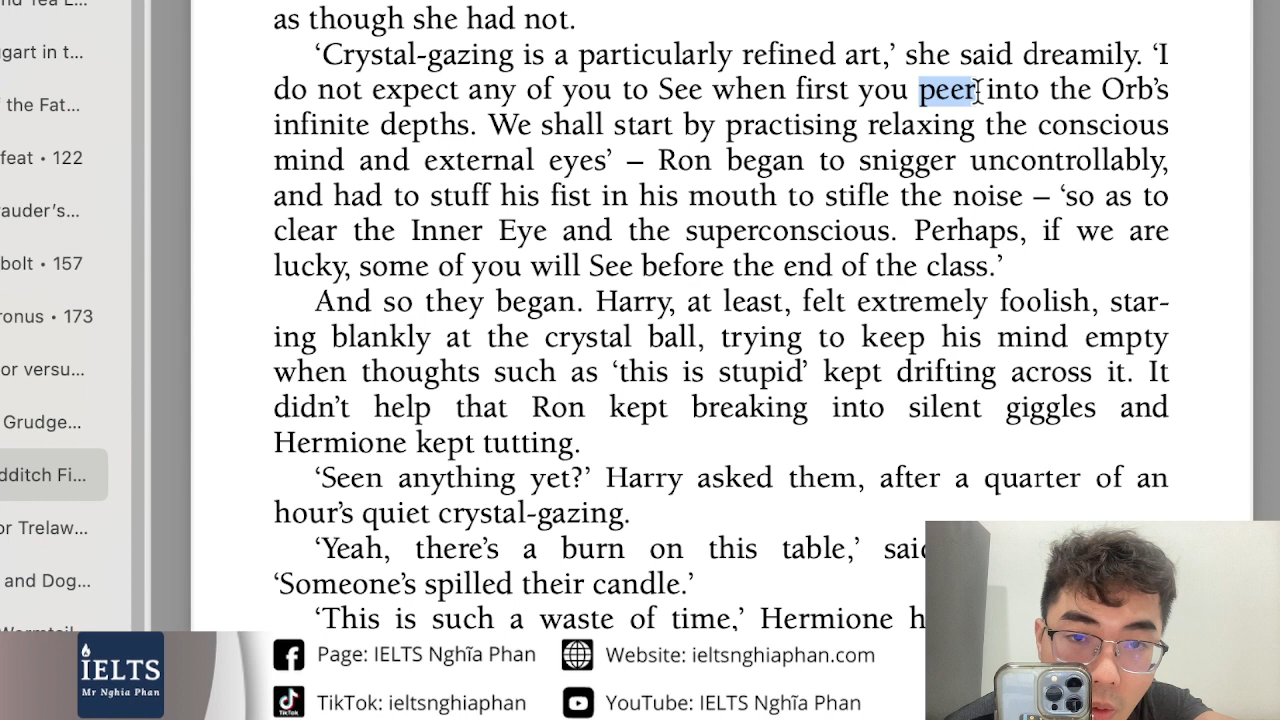 nd Tea L
ggart in t...
the Fat...
feat • 122
auder's...
bolt • 157
ronus • 173
or versu...
Grudge...
dditch Fi...
or Trelaw...
and Dog...
as though she had not.
‘Crystal-gazing is a particularly refined art,’ she said dreamily. ‘I
do not expect any of you to See when first you peer into the Orb’s
infinite depths. We shall start by practising relaxing the conscious
mind and external eyes’ – Ron began to snigger uncontrollably,
and had to stuff his fist in his mouth to stifle the noise – ‘so as to
clear the Inner Eye and the superconscious. Perhaps, if we are
lucky, some of you will See before the end of the class.’
And so they began. Harry, at least, felt extremely foolish, star-
ing blankly at the crystal ball, trying to keep his mind empty
when thoughts such as ‘this is stupid’ kept drifting across it. It
didn’t help that Ron kept breaking into silent giggles and
Hermione kept tutting.
‘Seen anything yet?’ Harry asked them, after a quarter of an
hour’s quiet crystal-gazing.
‘Yeah, there’s a burn on this table,’ said
‘Someone’s spilled their candle.’
‘This is such a waste of time,’ Hermione h
IELTS
Mr Nghia Phan
Page: IELTS Nghĩa Phan
Website: ieltsnghiaphan.com
TikTok: ieltsnghiaphan
YouTube: IELTS Nghĩa Phan
TikTok